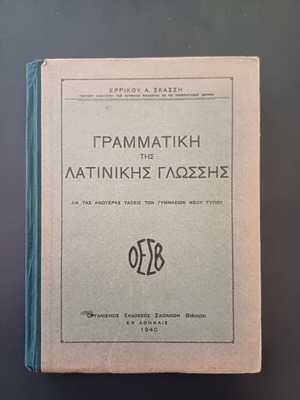 ΕΡΡΙΚΟΥ Α. ΣΚΑΣΣΗ
ΓΡΑΜΜΑΤΙΚΗ
ΤΗΣ
ΛΑΤΙΝΙΚΗΣ ΓΛΩΣΣΗΣ
ΔΙΑ ΤΑΣ ΑΝΩΤΕΡΑΣ ΤΑΞΕΙΣ ΤΩΝ ΓΥΜΝΑΣΙΩΝ ΝΕΟΥ ΤΥΠΟΥ
ΟΕΣΒ
ΟΡΓΑΝΙΣΜΟΣ ΕΚΔΟΣΕΩΣ ΣΧΟΛΙΚΩΝ ΒΙΒΛΙΩΝ
ΕΝ ΑΘΗΝΑΙΣ
1940